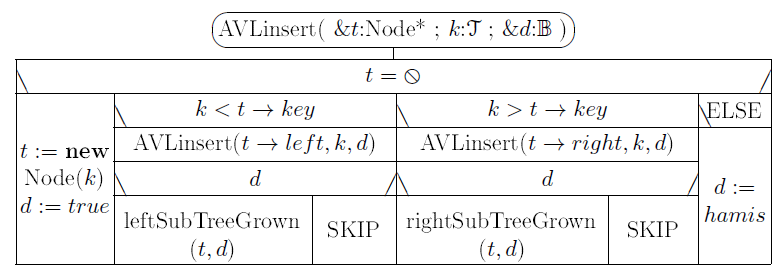 AVLinsert( &t:Node* ; k:𝒯 ; &d:𝔹 )
t = ⦸
k < t → key
k > t → key
ELSE
t := new
Node(k)
d := true
AVLinsert(t → left, k, d)
AVLinsert(t → right, k, d)
d
d
d :=
hamis
leftSubTreeGrown
(t, d)
SKIP
rightSubTreeGrown
(t, d)
SKIP